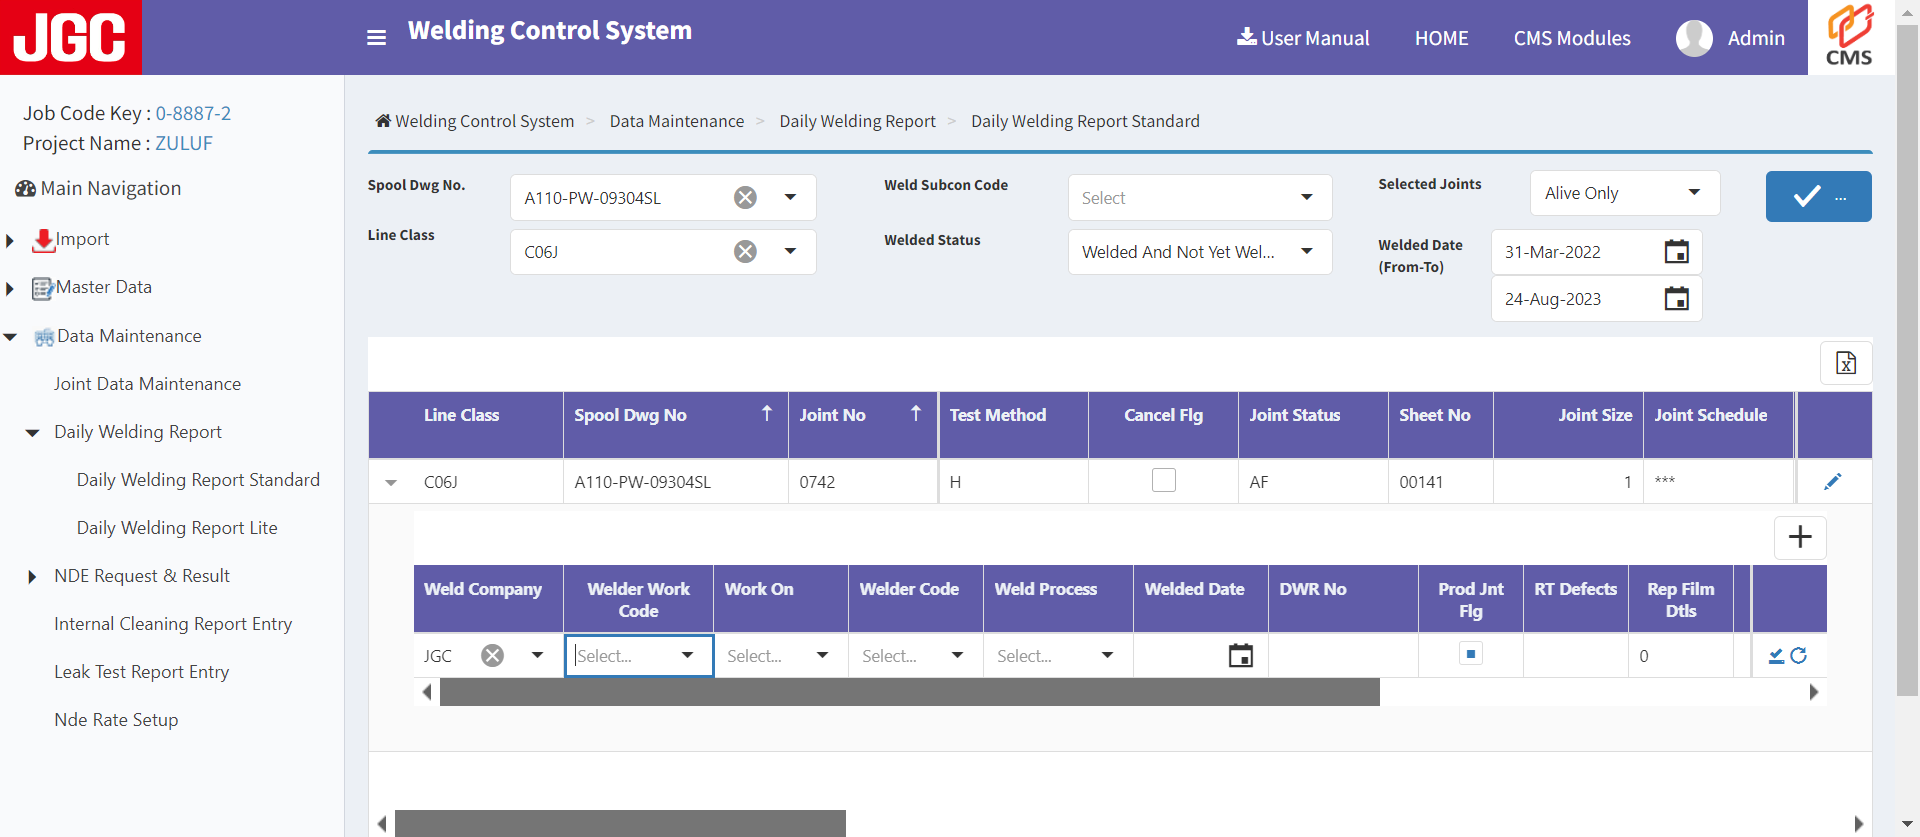 JGC
Welding Control System
User Manual
HOME
CMS Modules
Admin
CMS
Job Code Key : 0-8887-2
Project Name : ZULUF
Main Navigation
Import
Master Data
Data Maintenance
Joint Data Maintenance
Daily Welding Report
Daily Welding Report Standard
Daily Welding Report Lite
NDE Request & Result
Internal Cleaning Report Entry
Leak Test Report Entry
Nde Rate Setup
Welding Control System > Data Maintenance > Daily Welding Report > Daily Welding Report Standard
Spool Dwg No.
A110-PW-09304SL
Weld Subcon Code
Select
Selected Joints
Alive Only
...
Line Class
C06J
Welded Status
Welded And Not Yet Wel...
Welded Date
(From-To)
31-Mar-2022
24-Aug-2023
Line Class Spool Dwg No Joint No Test Method Cancel Flg Joint Status Sheet No Joint Size Joint Schedule
C06J A110-PW-09304SL 0742 H AF 00141 1 ***
Weld Company
Welder Work
Code
Work On
Welder Code
Weld Process
Welded Date
DWR No
Prod Jnt
Flg
RT Defects
Rep Film
Dtls
JGC Select... Select... Select... Select... 0